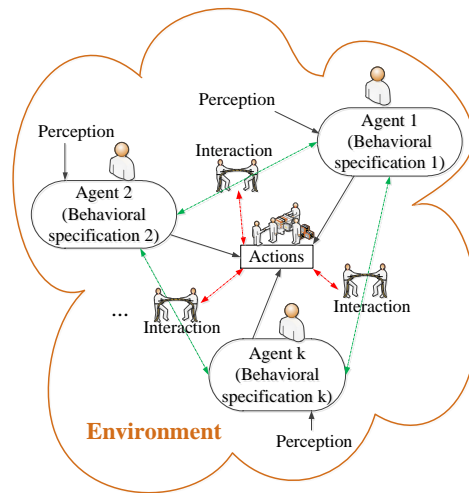 Perception
Agent 1
(Behavioral
specification 1)
Perception
Interaction
Agent 2
(Behavioral
specification 2)
Actions
...
Interaction
Interaction
Agent k
(Behavioral
specification k)
Environment
Perception